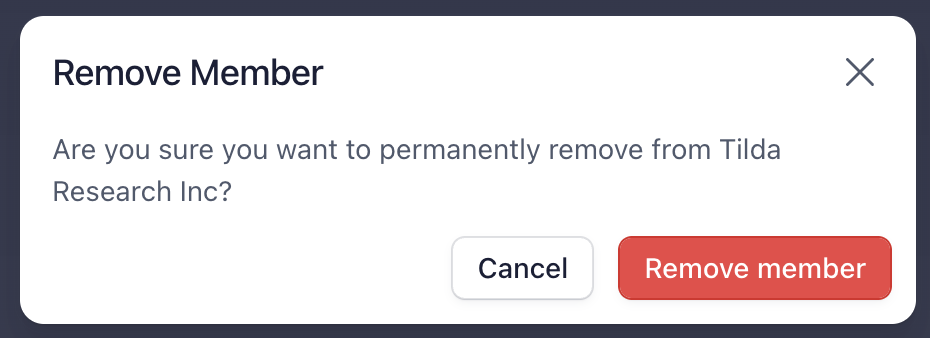 Remove Member
Are you sure you want to permanently remove from Tilda
Research Inc?
Cancel
Remove member